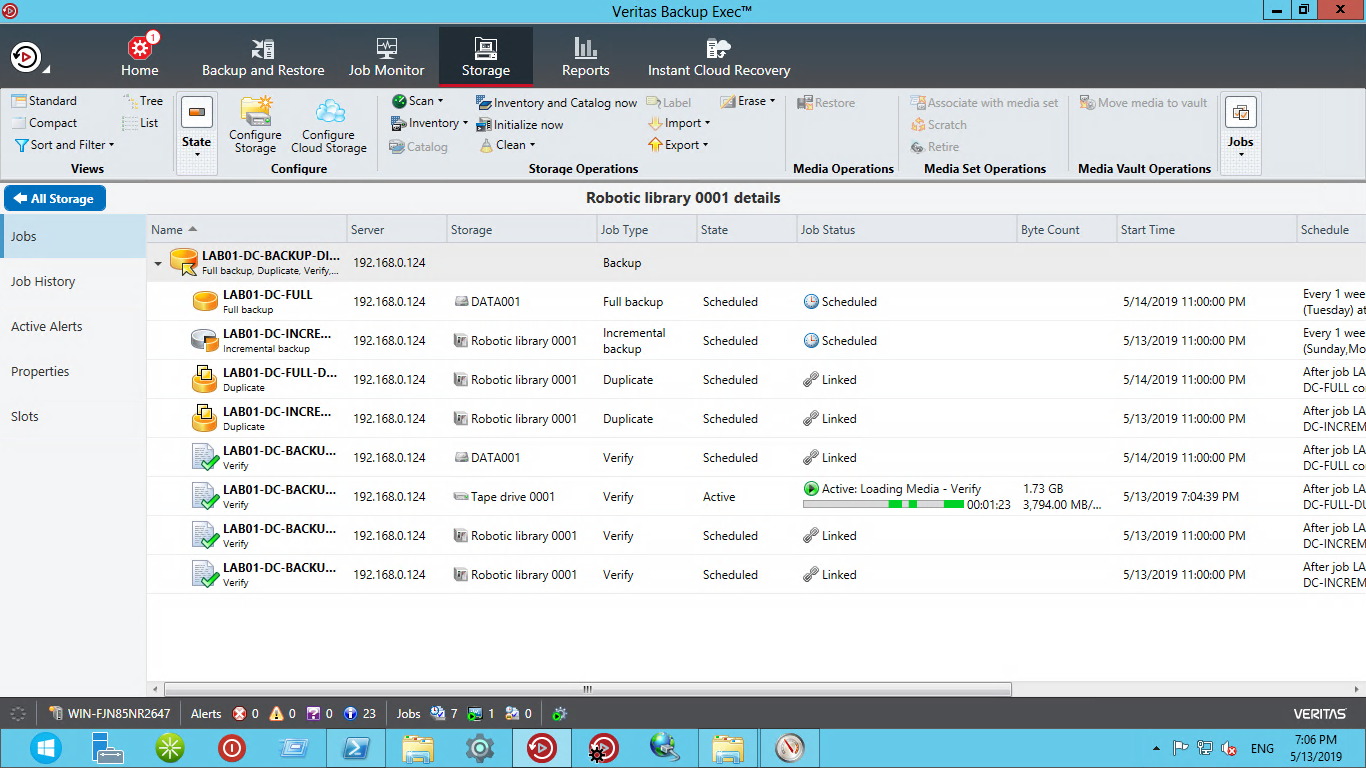 Veritas Backup Exec™
1
Home
Backup and Restore
Job Monitor
Storage
Reports
Instant Cloud Recovery
Standard
Tree
Compact
List
Sort and Filter
Views
State
Configure Storage
Configure Cloud Storage
Configure
Scan
Inventory and Catalog now
Label
Erase
Inventory
Initialize now
Import
Catalog
Clean
Export
Storage Operations
Restore
Media Operations
Associate with media set
Scratch
Retire
Media Set Operations
Move media to vault
Media Vault Operations
Jobs
All Storage
Robotic library 0001 details
Jobs
Job History
Active Alerts
Properties
Slots
Name Server Storage Job Type State Job Status Byte Count Start Time Schedule
LAB01-DC-BACKUP-DI... 192.168.0.124 Backup
Full backup, Duplicate, Verify,...
LAB01-DC-FULL 192.168.0.124 DATA001 Full backup Scheduled Scheduled 5/14/2019 11:00:00 PM Every 1 wee
Full backup (Tuesday) at
LAB01-DC-INCRE... 192.168.0.124 Robotic library 0001 Incremental backup Scheduled Scheduled 5/13/2019 11:00:00 PM Every 1 wee
Incremental backup (Sunday,Mo
LAB01-DC-FULL-D... 192.168.0.124 Robotic library 0001 Duplicate Scheduled Linked 5/14/2019 11:00:00 PM After job LA
Duplicate DC-FULL co
LAB01-DC-INCRE... 192.168.0.124 Robotic library 0001 Duplicate Scheduled Linked 5/13/2019 11:00:00 PM After job LA
Duplicate DC-INCREM
LAB01-DC-BACKU... 192.168.0.124 DATA001 Verify Scheduled Linked 5/14/2019 11:00:00 PM After job LA
Verify DC-FULL co
LAB01-DC-BACKU... 192.168.0.124 Tape drive 0001 Verify Active Active: Loading Media - Verify 1.73 GB 5/13/2019 7:04:39 PM After job LA
Verify 00:01:23 3,794.00 MB/... DC-FULL-DU
LAB01-DC-BACKU... 192.168.0.124 Robotic library 0001 Verify Scheduled Linked 5/13/2019 11:00:00 PM After job LA
Verify DC-INCREM
LAB01-DC-BACKU... 192.168.0.124 Robotic library 0001 Verify Scheduled Linked 5/13/2019 11:00:00 PM After job LA
Verify DC-INCREM
WIN-FJN85NR2647 Alerts 0 0 0 23 Jobs 7 1 0 VERITAS
ENG 7:06 PM
5/13/2019